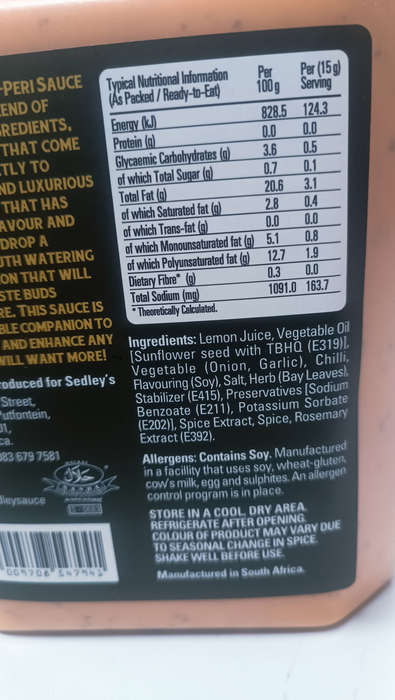 -PERI SAUCE
END OF
REDIENTS,
THAT COME
TLY TO
ND LUXURIOUS
THAT HAS
AVOUR AND
DROP A
UTH WATERING
ON THAT WILL
STE BUDS
RE. THIS SAUCE IS
BLE COMPANION TO
AND ENHANCE ANY
WILL WANT MORE!
roduced for Sedley's
Street,
utfontein,
01,
ca.
083 679 7581
dleysauce
Typical Nutritional Information Per 100 g Per (15 g) Serving
(As Packed / Ready-to-Eat)
Energy (kJ) 828.5 124.3
Protein (g) 0.0 0.0
Glycaemic Carbohydrates (g) 3.6 0.5
of which Total Sugar (g) 0.7 0.1
Total Fat (g) 20.6 3.1
of which Saturated fat (g) 2.8 0.4
of which Trans-fat (g) 0.0 0.0
of which Monounsaturated fat (g) 5.1 0.8
of which Polyunsaturated fat (g) 12.7 1.9
Dietary Fibre* (g) 0.3 0.0
Total Sodium (mg) 1091.0 163.7
* Theoretically Calculated.
Ingredients: Lemon Juice, Vegetable Oil
[Sunflower seed with TBHQ (E319)],
Vegetable (Onion, Garlic), Chilli,
Flavouring (Soy), Salt, Herb (Bay Leaves),
Stabilizer (E415), Preservatives [Sodium
Benzoate (E211), Potassium Sorbate
(E202)], Spice Extract, Spice, Rosemary
Extract (E392).
Allergens: Contains Soy. Manufactured
in a facility that uses soy, wheat-gluten,
cow's milk, egg and sulphites. An allergen
control program is in place.
STORE IN A COOL, DRY AREA.
REFRIGERATE AFTER OPENING.
COLOUR OF PRODUCT MAY VARY DUE
TO SEASONAL CHANGE IN SPICE.
SHAKE WELL BEFORE USE.
Manufactured in South Africa.